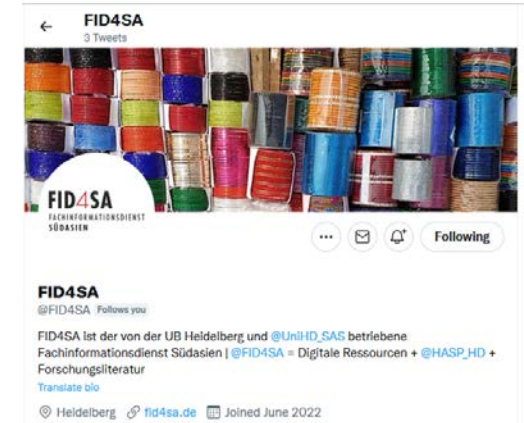 FID4SA
3 Tweets
FID4SA
FACHINFORMATIONSDIENST
SÜDASIEN
Following
FID4SA
@FID4SA Follows you
FID4SA ist der von der UB Heidelberg und @UniHD_SAS betriebene
Fachinformationsdienst Südasien | @FID4SA = Digitale Ressourcen + @HASP_HD +
Forschungsliteratur
Translate bio
Heidelberg fid4sa.de Joined June 2022